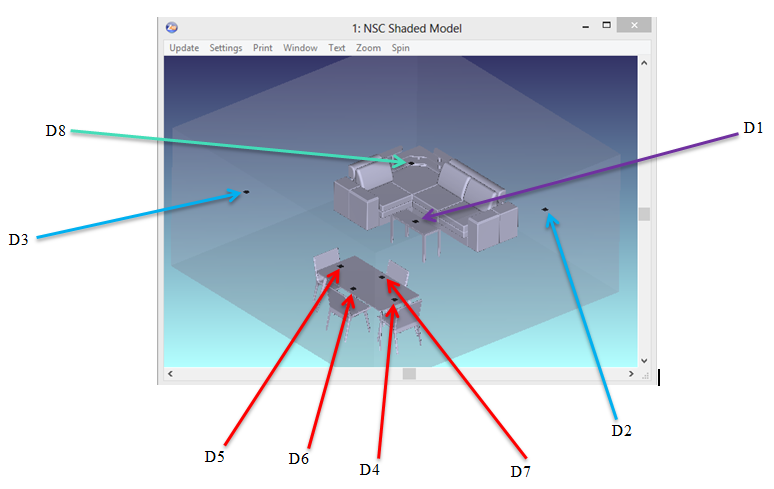 1: NSC Shaded Model
Update Settings Print Window Text Zoom Spin
D8
D1
D3
D2
D5
D6
D4
D7